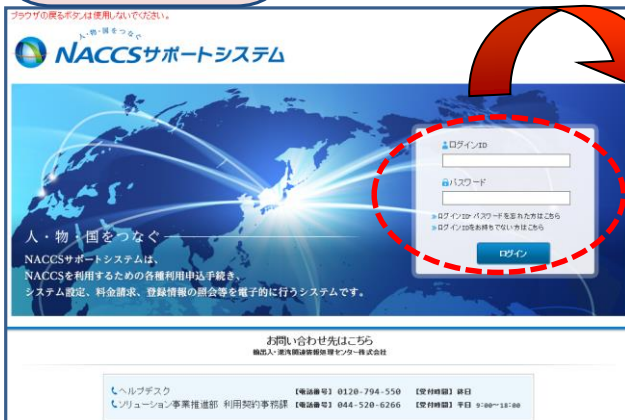 ブラウザの戻るボタンは使用しないでください。
人・物・国をつなぐ
NACCSサポートシステム
ログインID
パスワード
»ログインID・パスワードを忘れた方はこちら
»ログインIDをお持ちでない方はこちら
ログイン
人・物・国をつなぐ
NACCSサポートシステムは、
NACCSを利用するための各種利用申込手続き、
システム設定、料金請求、登録情報の照会等を電子的に行うシステムです。
お問い合わせ先はこちら
輸出入・港湾関連情報処理センター株式会社
ヘルプデスク 【電話番号】 0120-794-550 【受付時間】 終日
ソリューション事業推進部 利用契約事務課 【電話番号】 044-520-6266 【受付時間】 平日 9:00〜18:00